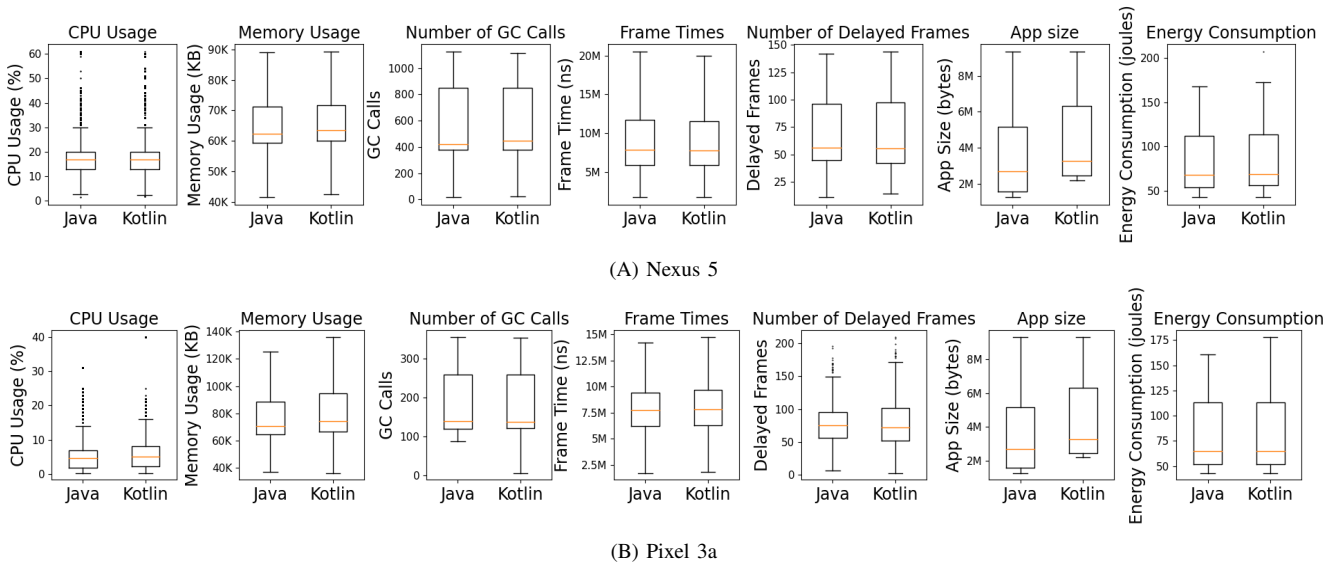 CPU Usage Memory Usage Number of GC Calls Frame Times Number of Delayed Frames App size Energy Consumption
CPU Usage (%)
60
50
40
30
20
10
0
Java Kotlin
Memory Usage (KB)
90K
80K
70K
60K
50K
40K
Java Kotlin
GC Calls
1000
800
600
400
200
0
Java Kotlin
Frame Time (ns)
20M
15M
10M
5M
Java Kotlin
Delayed Frames
150
125
100
75
50
25
Java Kotlin
App Size (bytes)
8M
6M
4M
2M
Java Kotlin
Energy Consumption (joules)
200
150
100
50
Java Kotlin
(A) Nexus 5
CPU Usage Memory Usage Number of GC Calls Frame Times Number of Delayed Frames App size Energy Consumption
CPU Usage (%)
40
30
20
10
0
Java Kotlin
Memory Usage (KB)
140K
120K
100K
80K
60K
40K
Java Kotlin
GC Calls
300
200
100
0
Java Kotlin
Frame Time (ns)
15M
12.5M
10M
7.5M
5M
2.5M
Java Kotlin
Delayed Frames
200
150
100
50
0
Java Kotlin
App Size (bytes)
8M
6M
4M
2M
Java Kotlin
Energy Consumption (joules)
175
150
125
100
75
50
Java Kotlin
(B) Pixel 3a